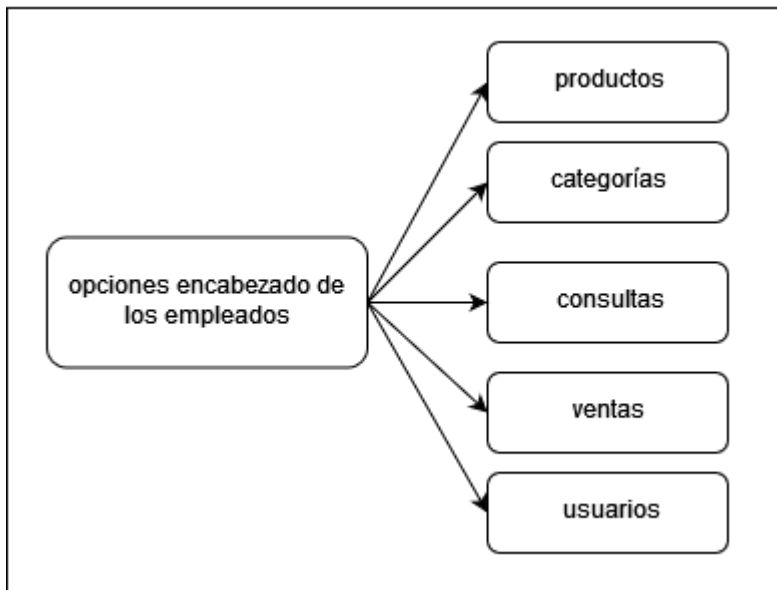 productos
categorías
opciones encabezado de
los empleados
consultas
ventas
usuarios